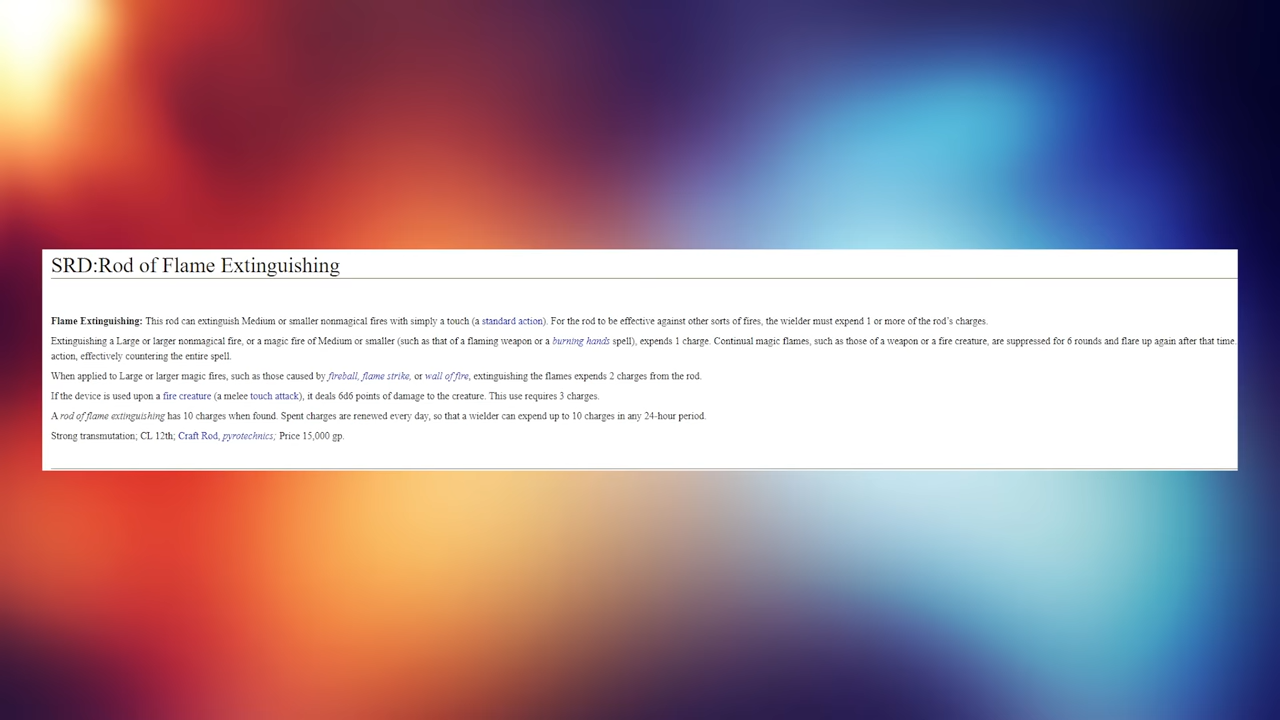 SRD:Rod of Flame Extinguishing
Flame Extinguishing: This rod can extinguish Medium or smaller nonmagical fires with simply a touch (a standard action). For the rod to be effective against other sorts of fires, the wielder must expend 1 or more of the rod's charges.
Extinguishing a Large or larger nonmagical fire, or a magic fire of Medium or smaller (such as that of a flaming weapon or a burning hands spell), expends 1 charge. Continual magic flames, such as those of a weapon or a fire creature, are suppressed for 6 rounds and flare up again after that time.
action, effectively countering the entire spell.
When applied to Large or larger magic fires, such as those caused by fireball, flame strike, or wall of fire, extinguishing the flames expends 2 charges from the rod.
If the device is used upon a fire creature (a melee touch attack), it deals 6d6 points of damage to the creature. This use requires 3 charges.
A rod of flame extinguishing has 10 charges when found. Spent charges are renewed every day, so that a wielder can expend up to 10 charges in any 24-hour period.
Strong transmutation; CL 12th; Craft Rod, pyrotechnics; Price 15,000 gp.